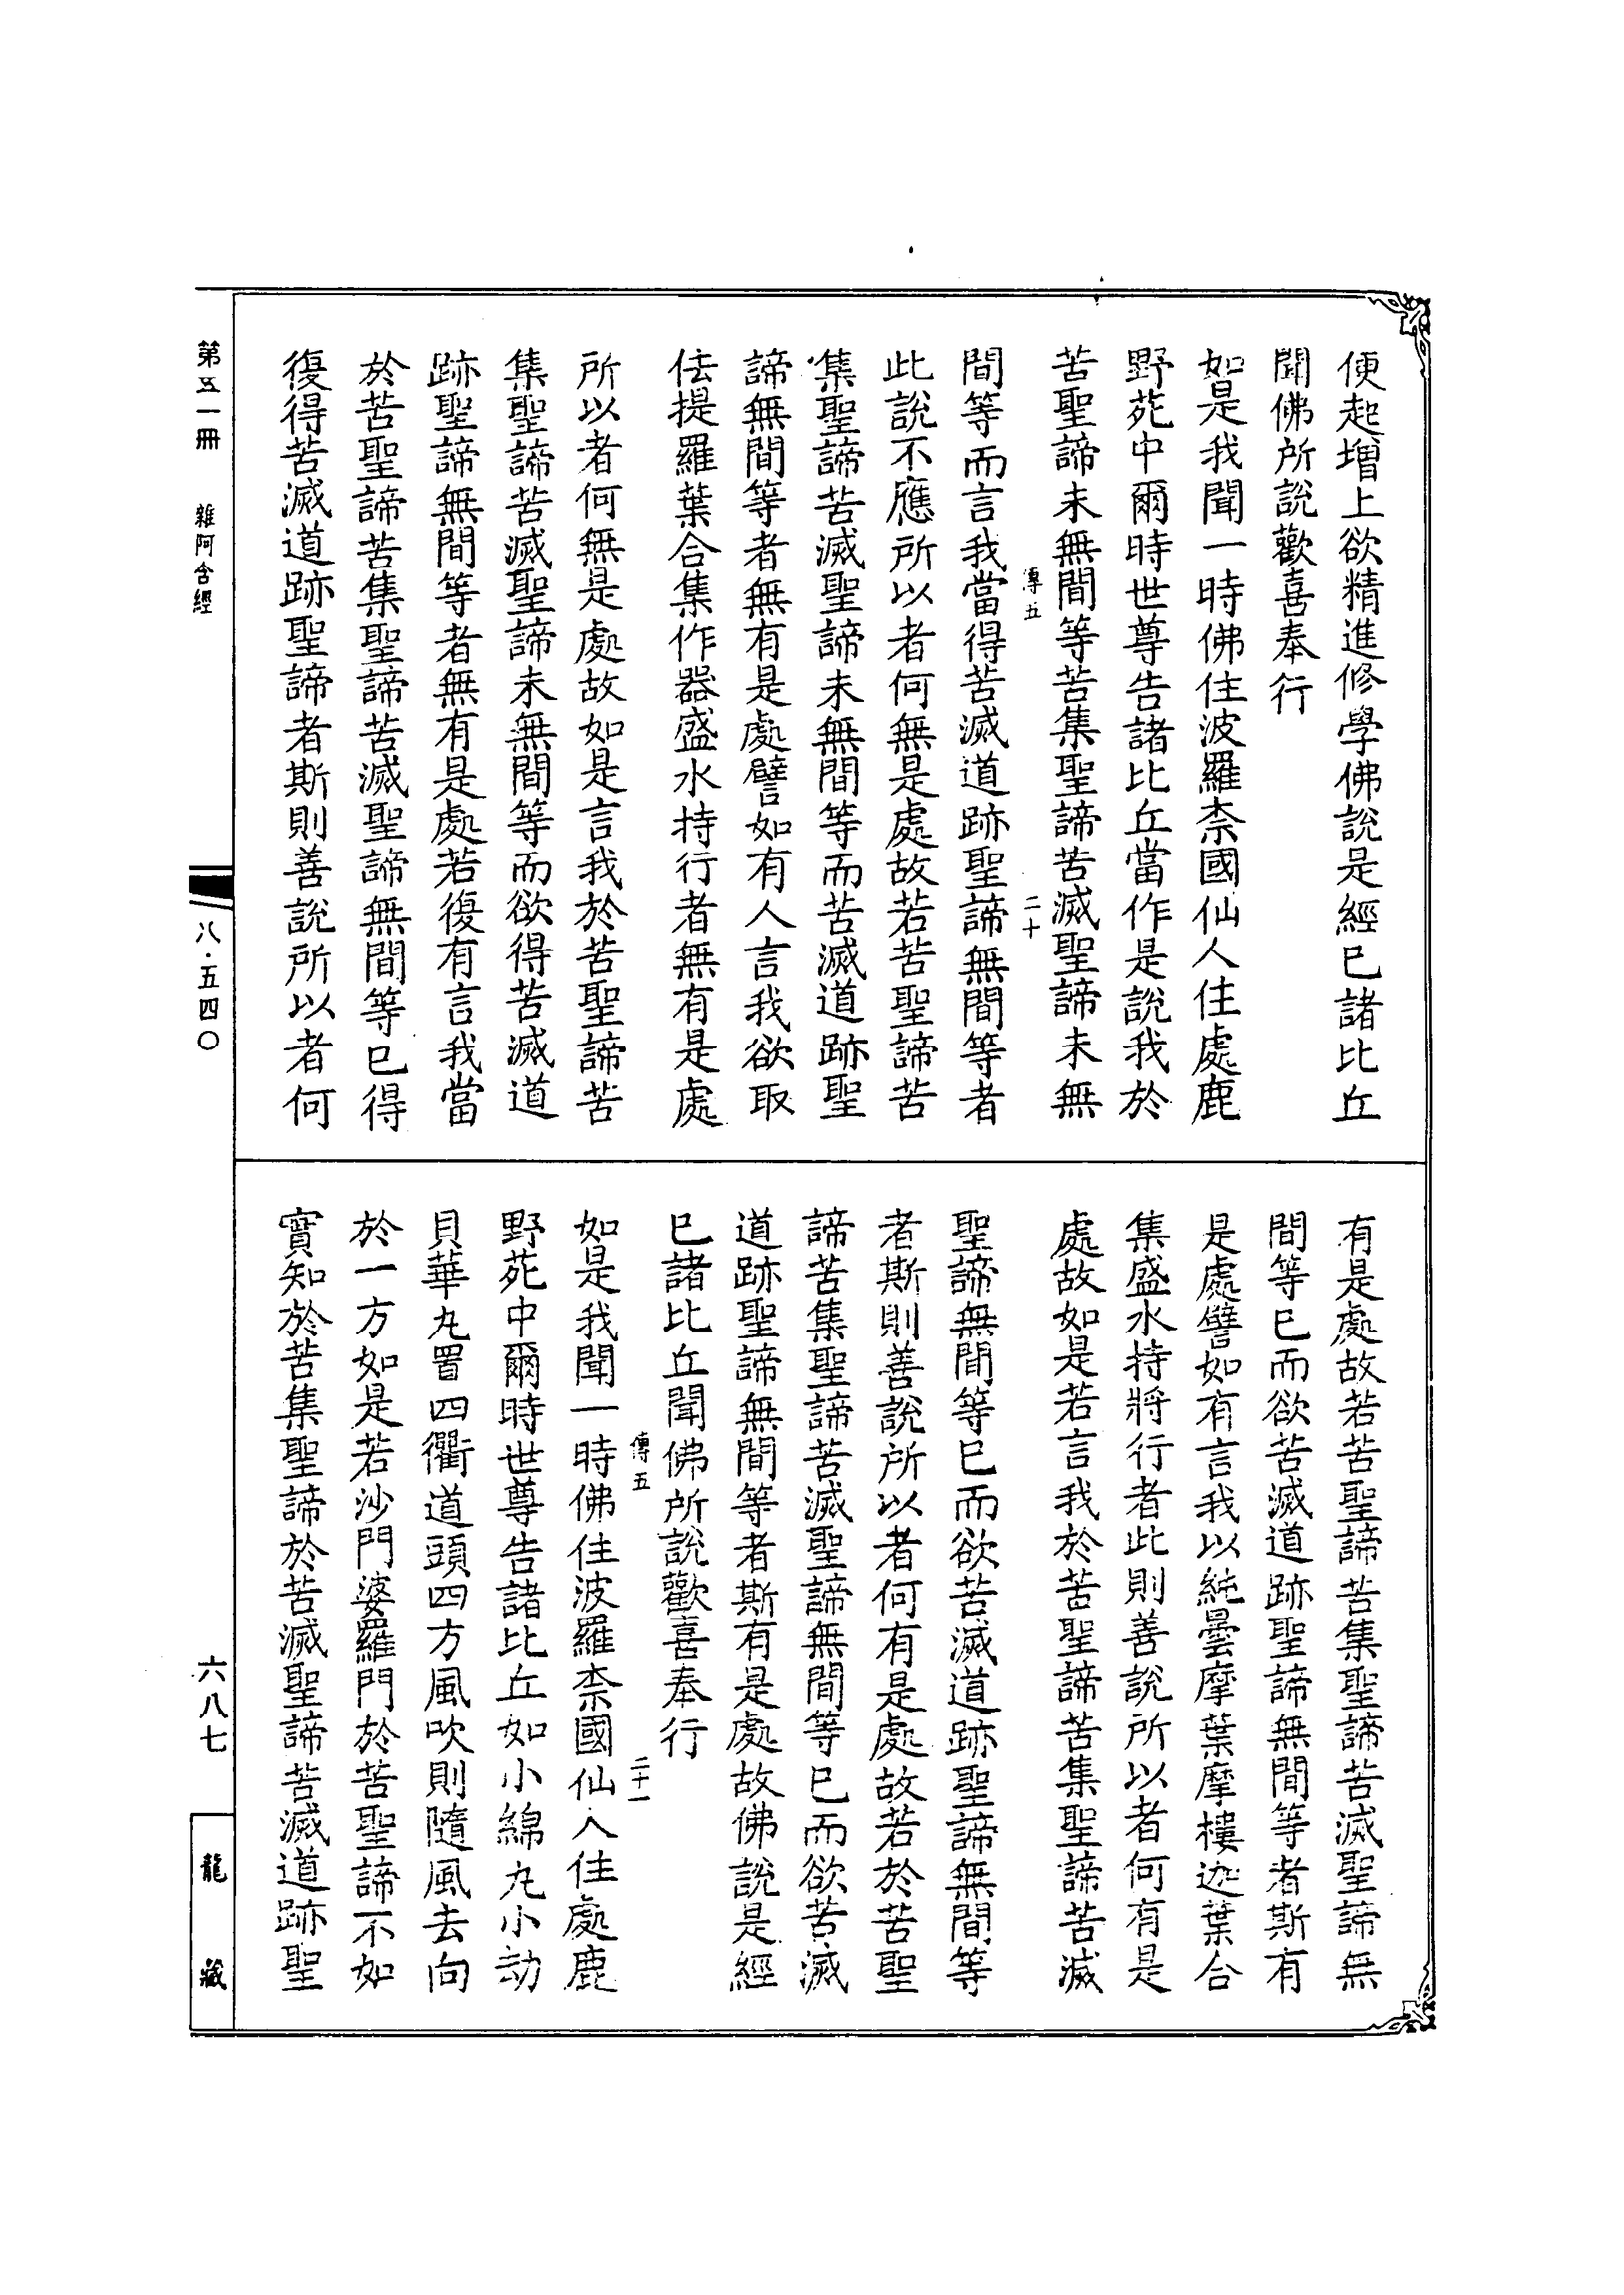 便起增上欲精進修學佛說是經已諸比丘
聞佛所說歡喜奉行
如是我聞一時佛住波羅柰國仙人住處鹿
野苑中爾時世尊告諸比丘當作是說我於
苦聖諦未無間等苦集聖諦苦滅聖諦未無
傳五
二十
間等而言我當得苦滅道跡聖諦無間等者
此說不應所以者何無是處故若苦聖諦苦
集聖諦苦滅聖諦未無間等而苦滅道跡聖
諦無間等者無有是處譬如有人言我欲取
佉提羅葉合集作器盛水持行者無有是處
所以者何無是處故如是言我於苦聖諦苦
集聖諦苦滅聖諦未無間等而欲得苦滅道
跡聖諦無間等者無有是處若復有言我當
於苦聖諦苦集聖諦苦滅聖諦無間等已得
復得苦滅道跡聖諦者斯則善說所以者何
有是處故若苦聖諦苦集聖諦苦滅聖諦無
間等已而欲苦滅道跡聖諦無間等者斯有
是處譬如有言我以純曇摩葉摩樓迦葉合
集盛水持將行者此則善說所以者何有是
處故如是若言我於苦聖諦苦集聖諦苦滅
聖諦無間等已而欲苦滅道跡聖諦無間等
者斯則善說所以者何有是處故若於苦聖
諦苦集聖諦苦滅聖諦無間等已而欲苦滅
道跡聖諦無間等者斯有是處故佛說是經
已諸比丘聞佛所說歡喜奉行
傳五
二十一
如是我聞一時佛住波羅柰國仙人住處鹿
野苑中爾時世尊告諸比丘如小綿丸小劫
貝華丸置四衢道頭四方風吹則隨風去向
於一方如是若沙門婆羅門於苦聖諦不如
實知於苦集聖諦於苦滅聖諦苦滅道跡聖
第五一冊
雜阿含經
八·五四〇
六八七
龍藏